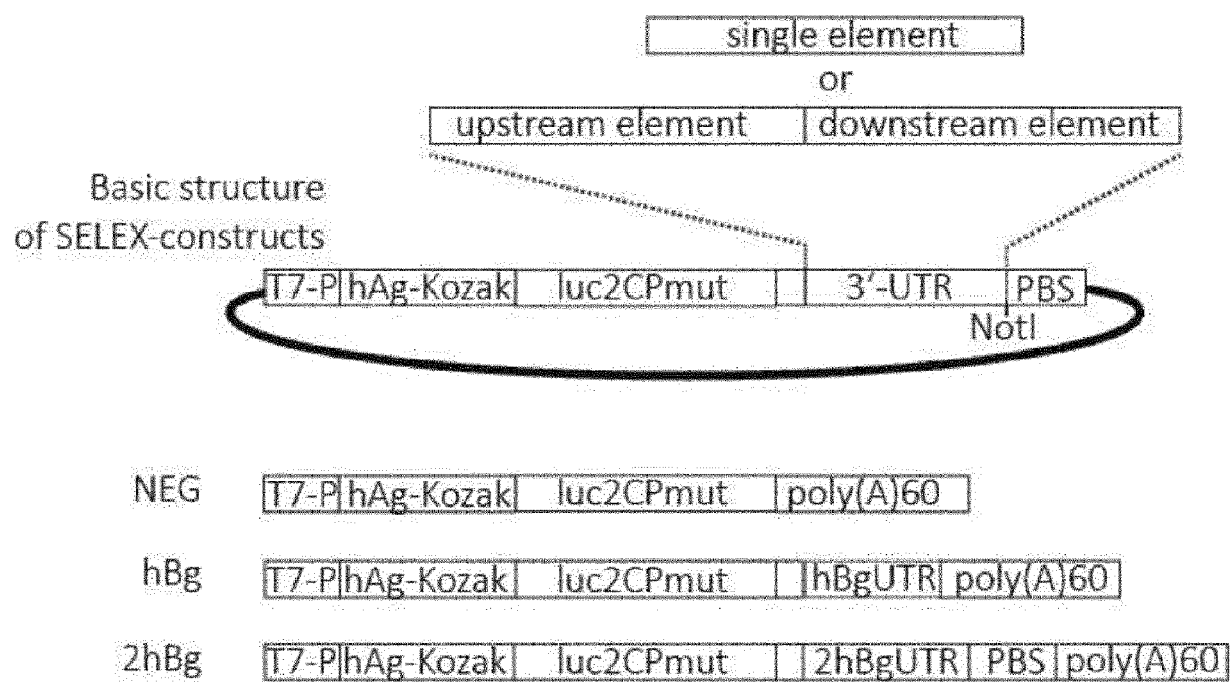 single element
or
upstream element downstream element
Basic structure
of SELEX-constructs
T7-P hAg-Kozak luc2CPmut 3′-UTR PBS
NotI
NEG T7-P hAg-Kozak luc2CPmut poly(A)60
hBg T7-P hAg-Kozak luc2CPmut hBgUTR poly(A)60
2hBg T7-P hAg-Kozak luc2CPmut 2hBgUTR PBS poly(A)60